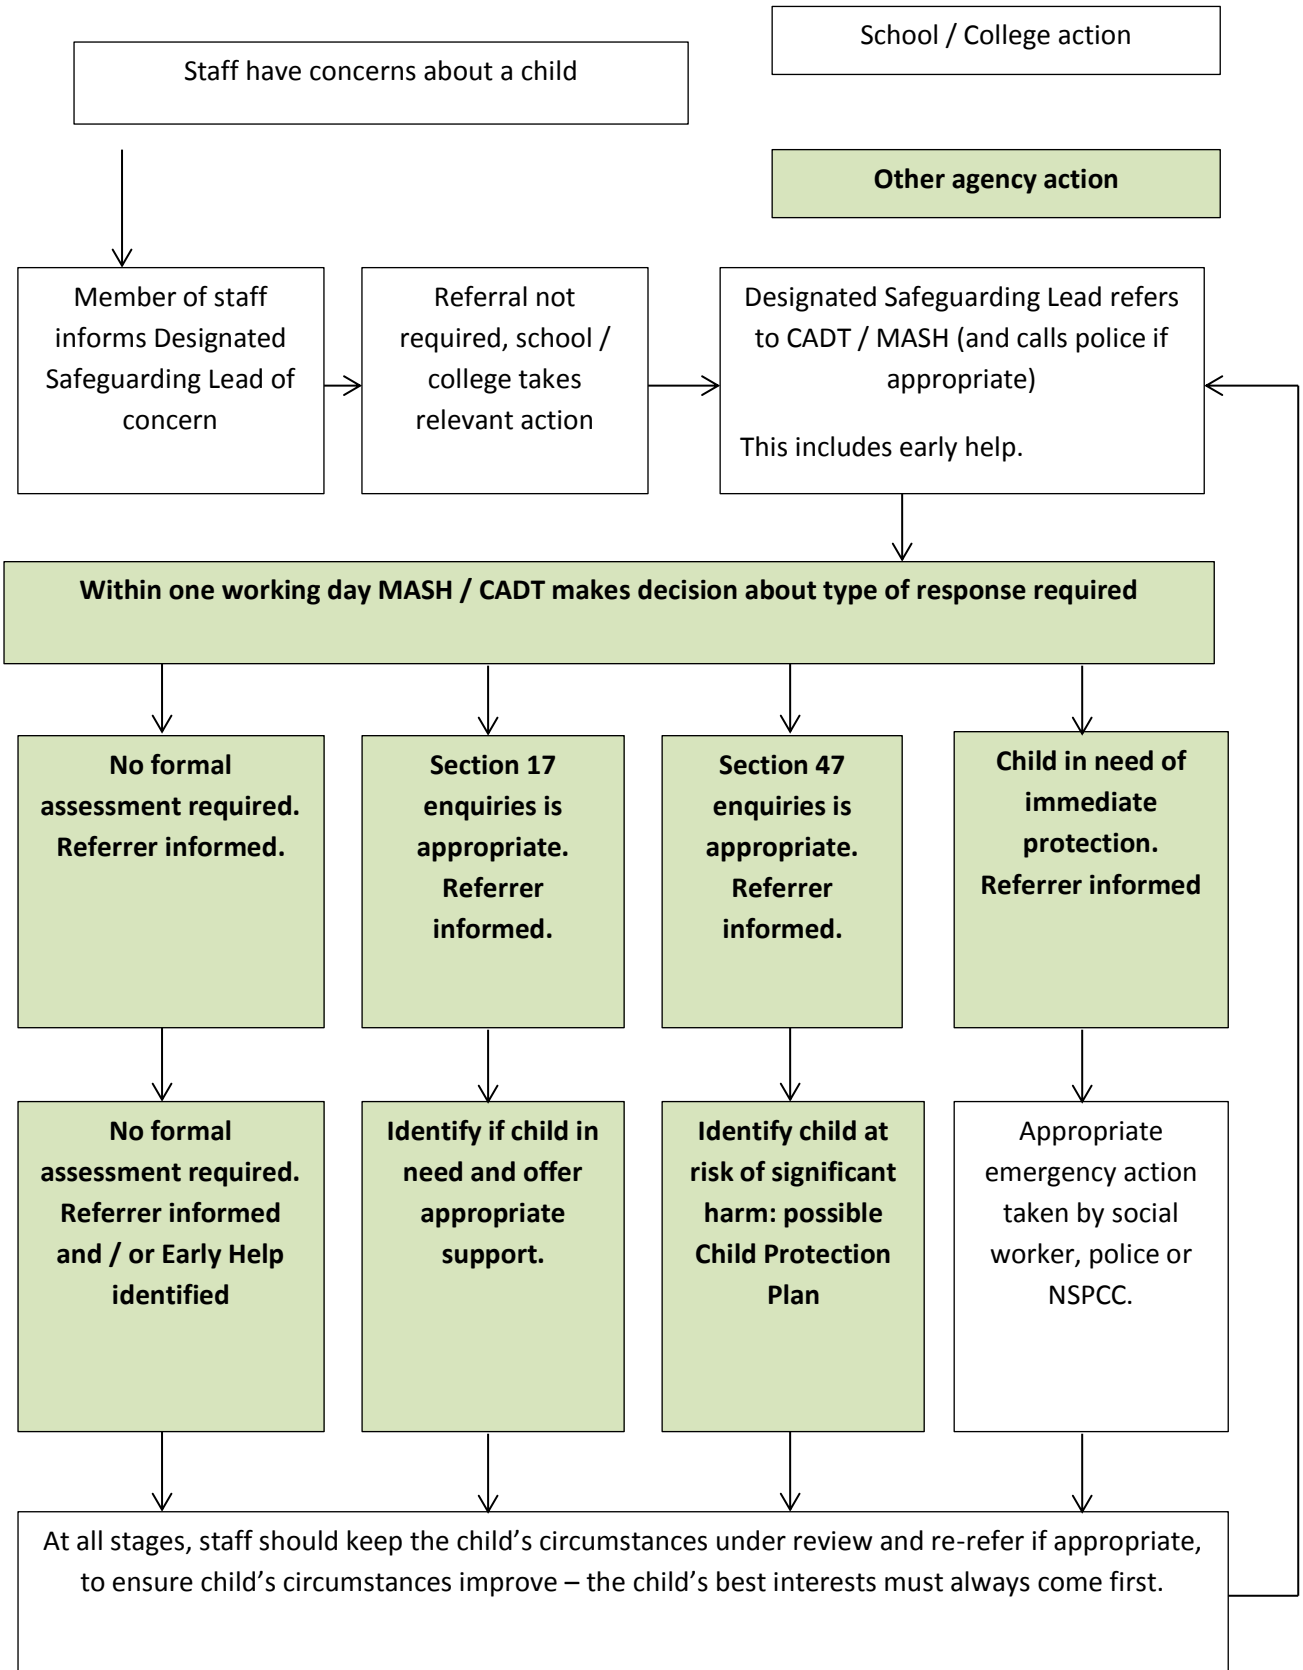 School / College action
Staff have concerns about a child
Other agency action
Member of staff
informs Designated
Safeguarding Lead of
concern
Referral not
required, school /
college takes
relevant action
Designated Safeguarding Lead refers
to CADT / MASH (and calls police if
appropriate)
This includes early help.
Within one working day MASH / CADT makes decision about type of response required
No formal
assessment required.
Referrer informed.
Section 17
enquiries is
appropriate.
Referrer
informed.
Section 47
enquiries is
appropriate.
Referrer
informed.
Child in need of
immediate
protection.
Referrer informed
No formal
assessment required.
Referrer informed
and / or Early Help
identified
Identify if child in
need and offer
appropriate
support.
Identify child at
risk of significant
harm: possible
Child Protection
Plan
Appropriate
emergency action
taken by social
worker, police or
NSPCC.
At all stages, staff should keep the child’s circumstances under review and re-refer if appropriate,
to ensure child’s circumstances improve – the child’s best interests must always come first.